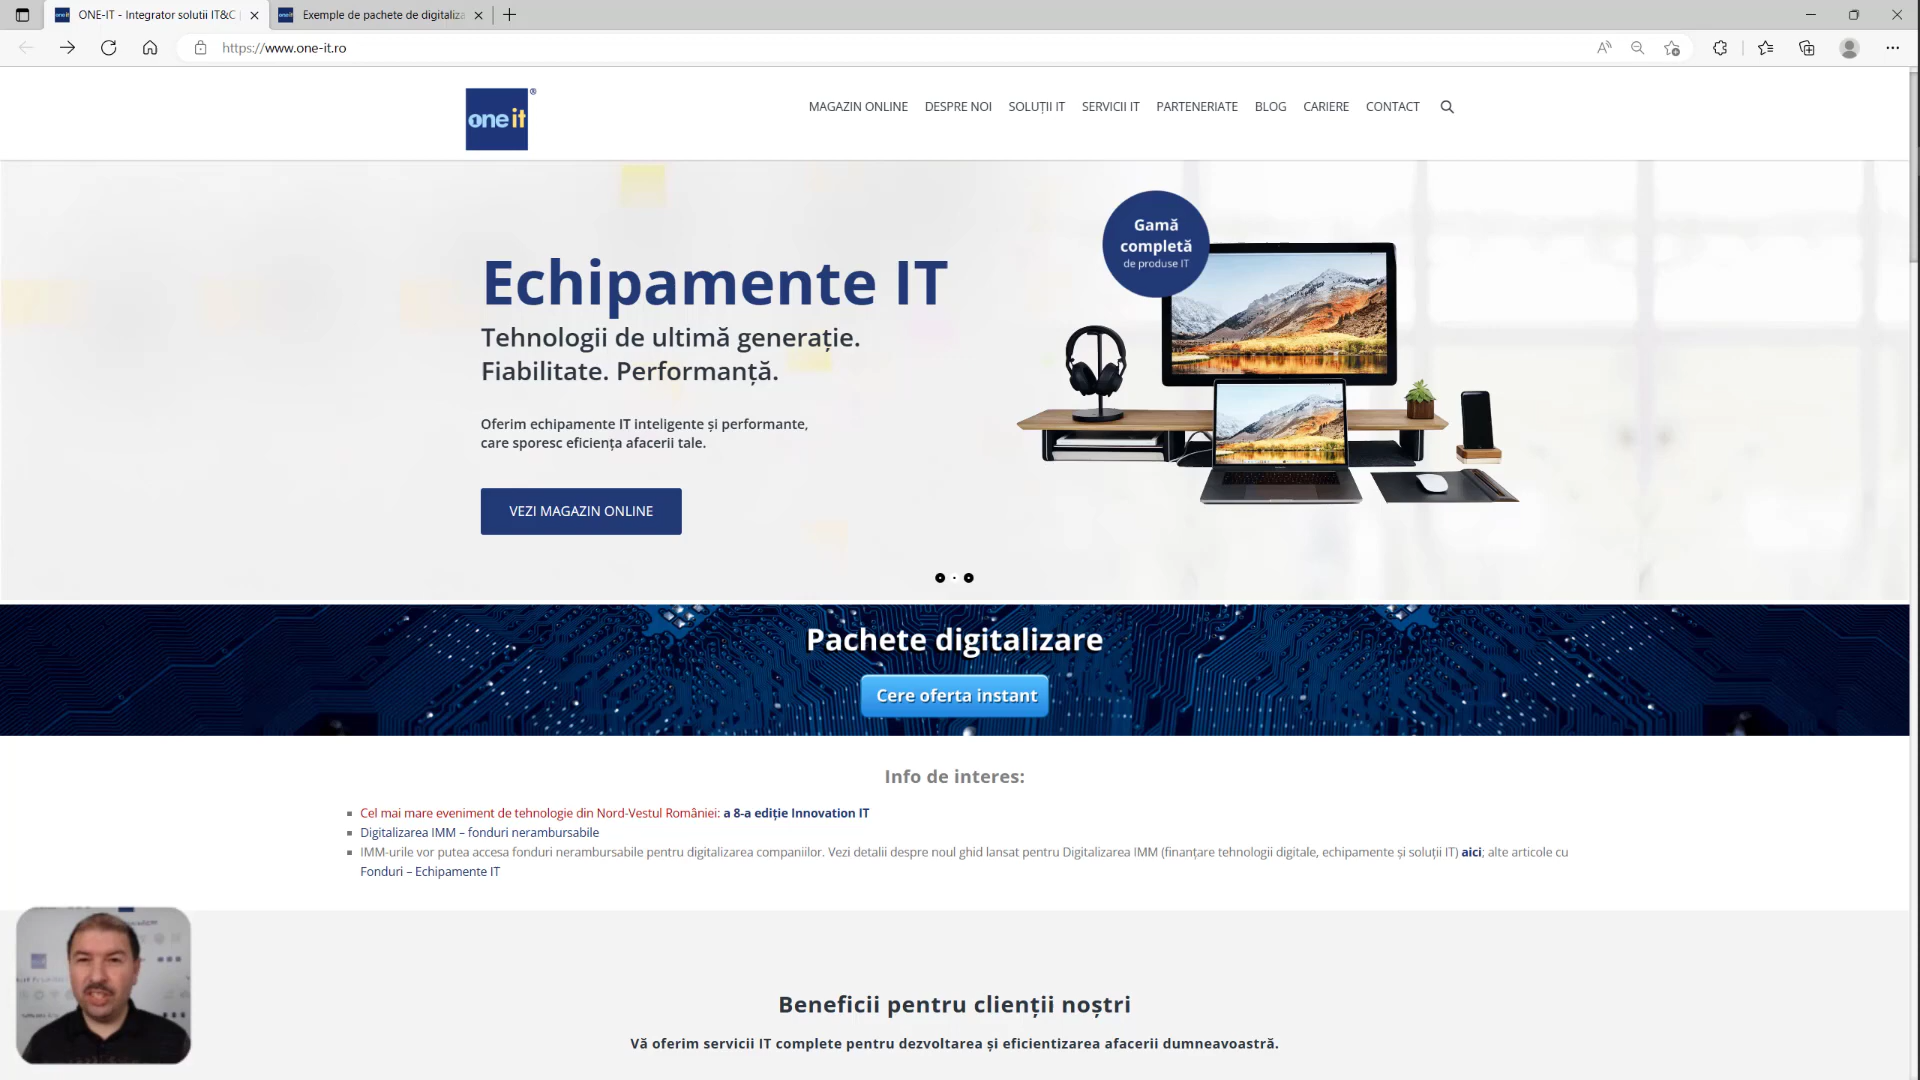 ONE-IT - Integrator solutii IT&C
Exemple de pachete de digitaliza
https://www.one-it.ro
one it ®
MAGAZIN ONLINE DESPRE NOI SOLUȚII IT SERVICII IT PARTENERIATE BLOG CARIERE CONTACT
Gamă
completă
de produse IT
Echipamente IT
Tehnologii de ultimă generație.
Fiabilitate. Performanță.
Oferim echipamente IT inteligente și performante,
care sporesc eficiența afacerii tale.
VEZI MAGAZIN ONLINE
Pachete digitalizare
Cere oferta instant
Info de interes:
Cel mai mare eveniment de tehnologie din Nord-Vestul României: a 8-a ediție Innovation IT
Digitalizarea IMM – fonduri nerambursabile
IMM-urile vor putea accesa fonduri nerambursabile pentru digitalizarea companiilor. Vezi detalii despre noul ghid lansat pentru Digitalizarea IMM (finanțare tehnologii digitale, echipamente și soluții IT) aici; alte articole cu
Fonduri – Echipamente IT
Beneficii pentru clienții noștri
Vă oferim servicii IT complete pentru dezvoltarea și eficientizarea afacerii dumneavoastră.